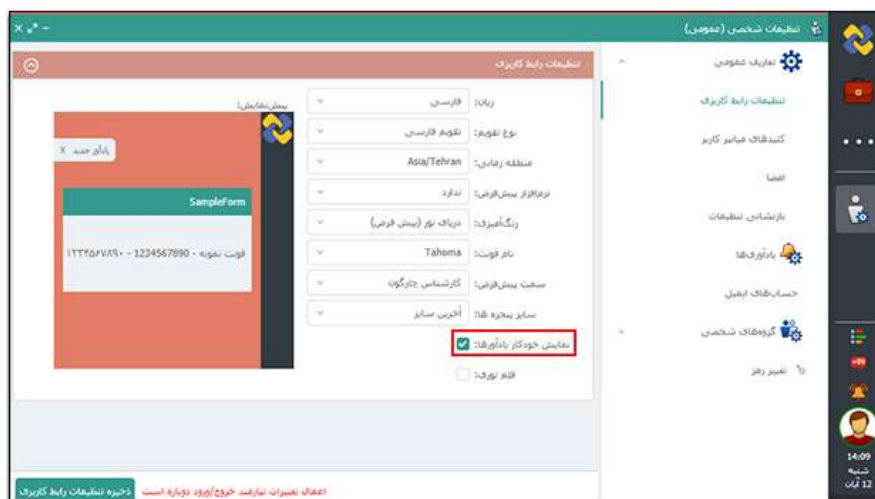 تنظیمات شخصی (عمومی)
تعاریف عمومی
تنظیمات رابط کاربری
کلیدهای میانبر کاربر
امضا
بازنشانی تنظیمات
یادآوری‌ها
حساب‌های ایمیل
گروه‌های شخصی
تغییر رمز
تنظیمات رابط کاربری
زبان: فارسی
نوع تقویم: تقویم فارسی
منطقه زمانی: Asia/Tehran
نرم‌افزار پیش‌فرض: ندارد
رنگ‌آمیزی: دریای نور (پیش فرض)
نام فونت: Tahoma
سمت پیش‌فرض: کارشناس چارگون
سایز پنجره ها: آخرین سایز
نمایش خودکار یادآورها:
قلم نوری:
پیش‌نمایش:
یادآور جدید X
SampleForm
فونت نمونه - 1234567890 - ۱۲۳۴۵۶۷۸۹۰
اعمال تغییرات نیازمند خروج/ورود دوباره است
ذخیره تنظیمات رابط کاربری
+99
14:09
شنبه
12 آبان